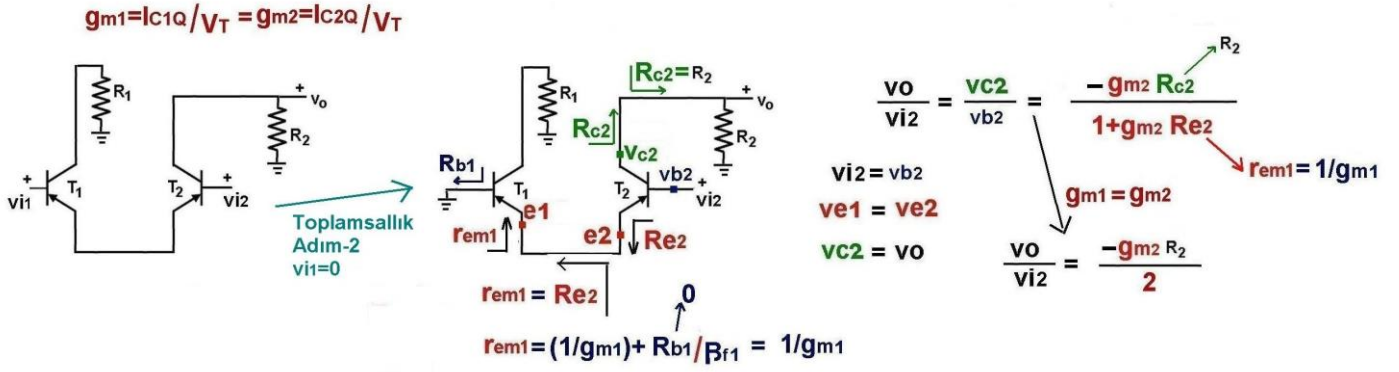 gm1=IC1Q/VT = gm2=IC2Q/VT
R1
+
vo
R2
+
vi1
T1
T2
+
vi2
Toplamsallık
Adım-2
vi1=0
Rc2=R2
R1
+
vo
Rc2
R2
vc2
Rb1
T1
T2
vb2
+
vi2
e1
rem1
e2
Re2
rem1 = Re2
0
rem1=(1/gm1)+ Rb1/βf1 = 1/gm1
R2
vo/vi2 = vc2/vb2 = −gm2 Rc2/1+gm2 Re2
rem1= 1/gm1
vi2 = vb2
gm1=gm2
ve1 = ve2
vc2 = vo
vo/vi2 = −gm2 R2/2